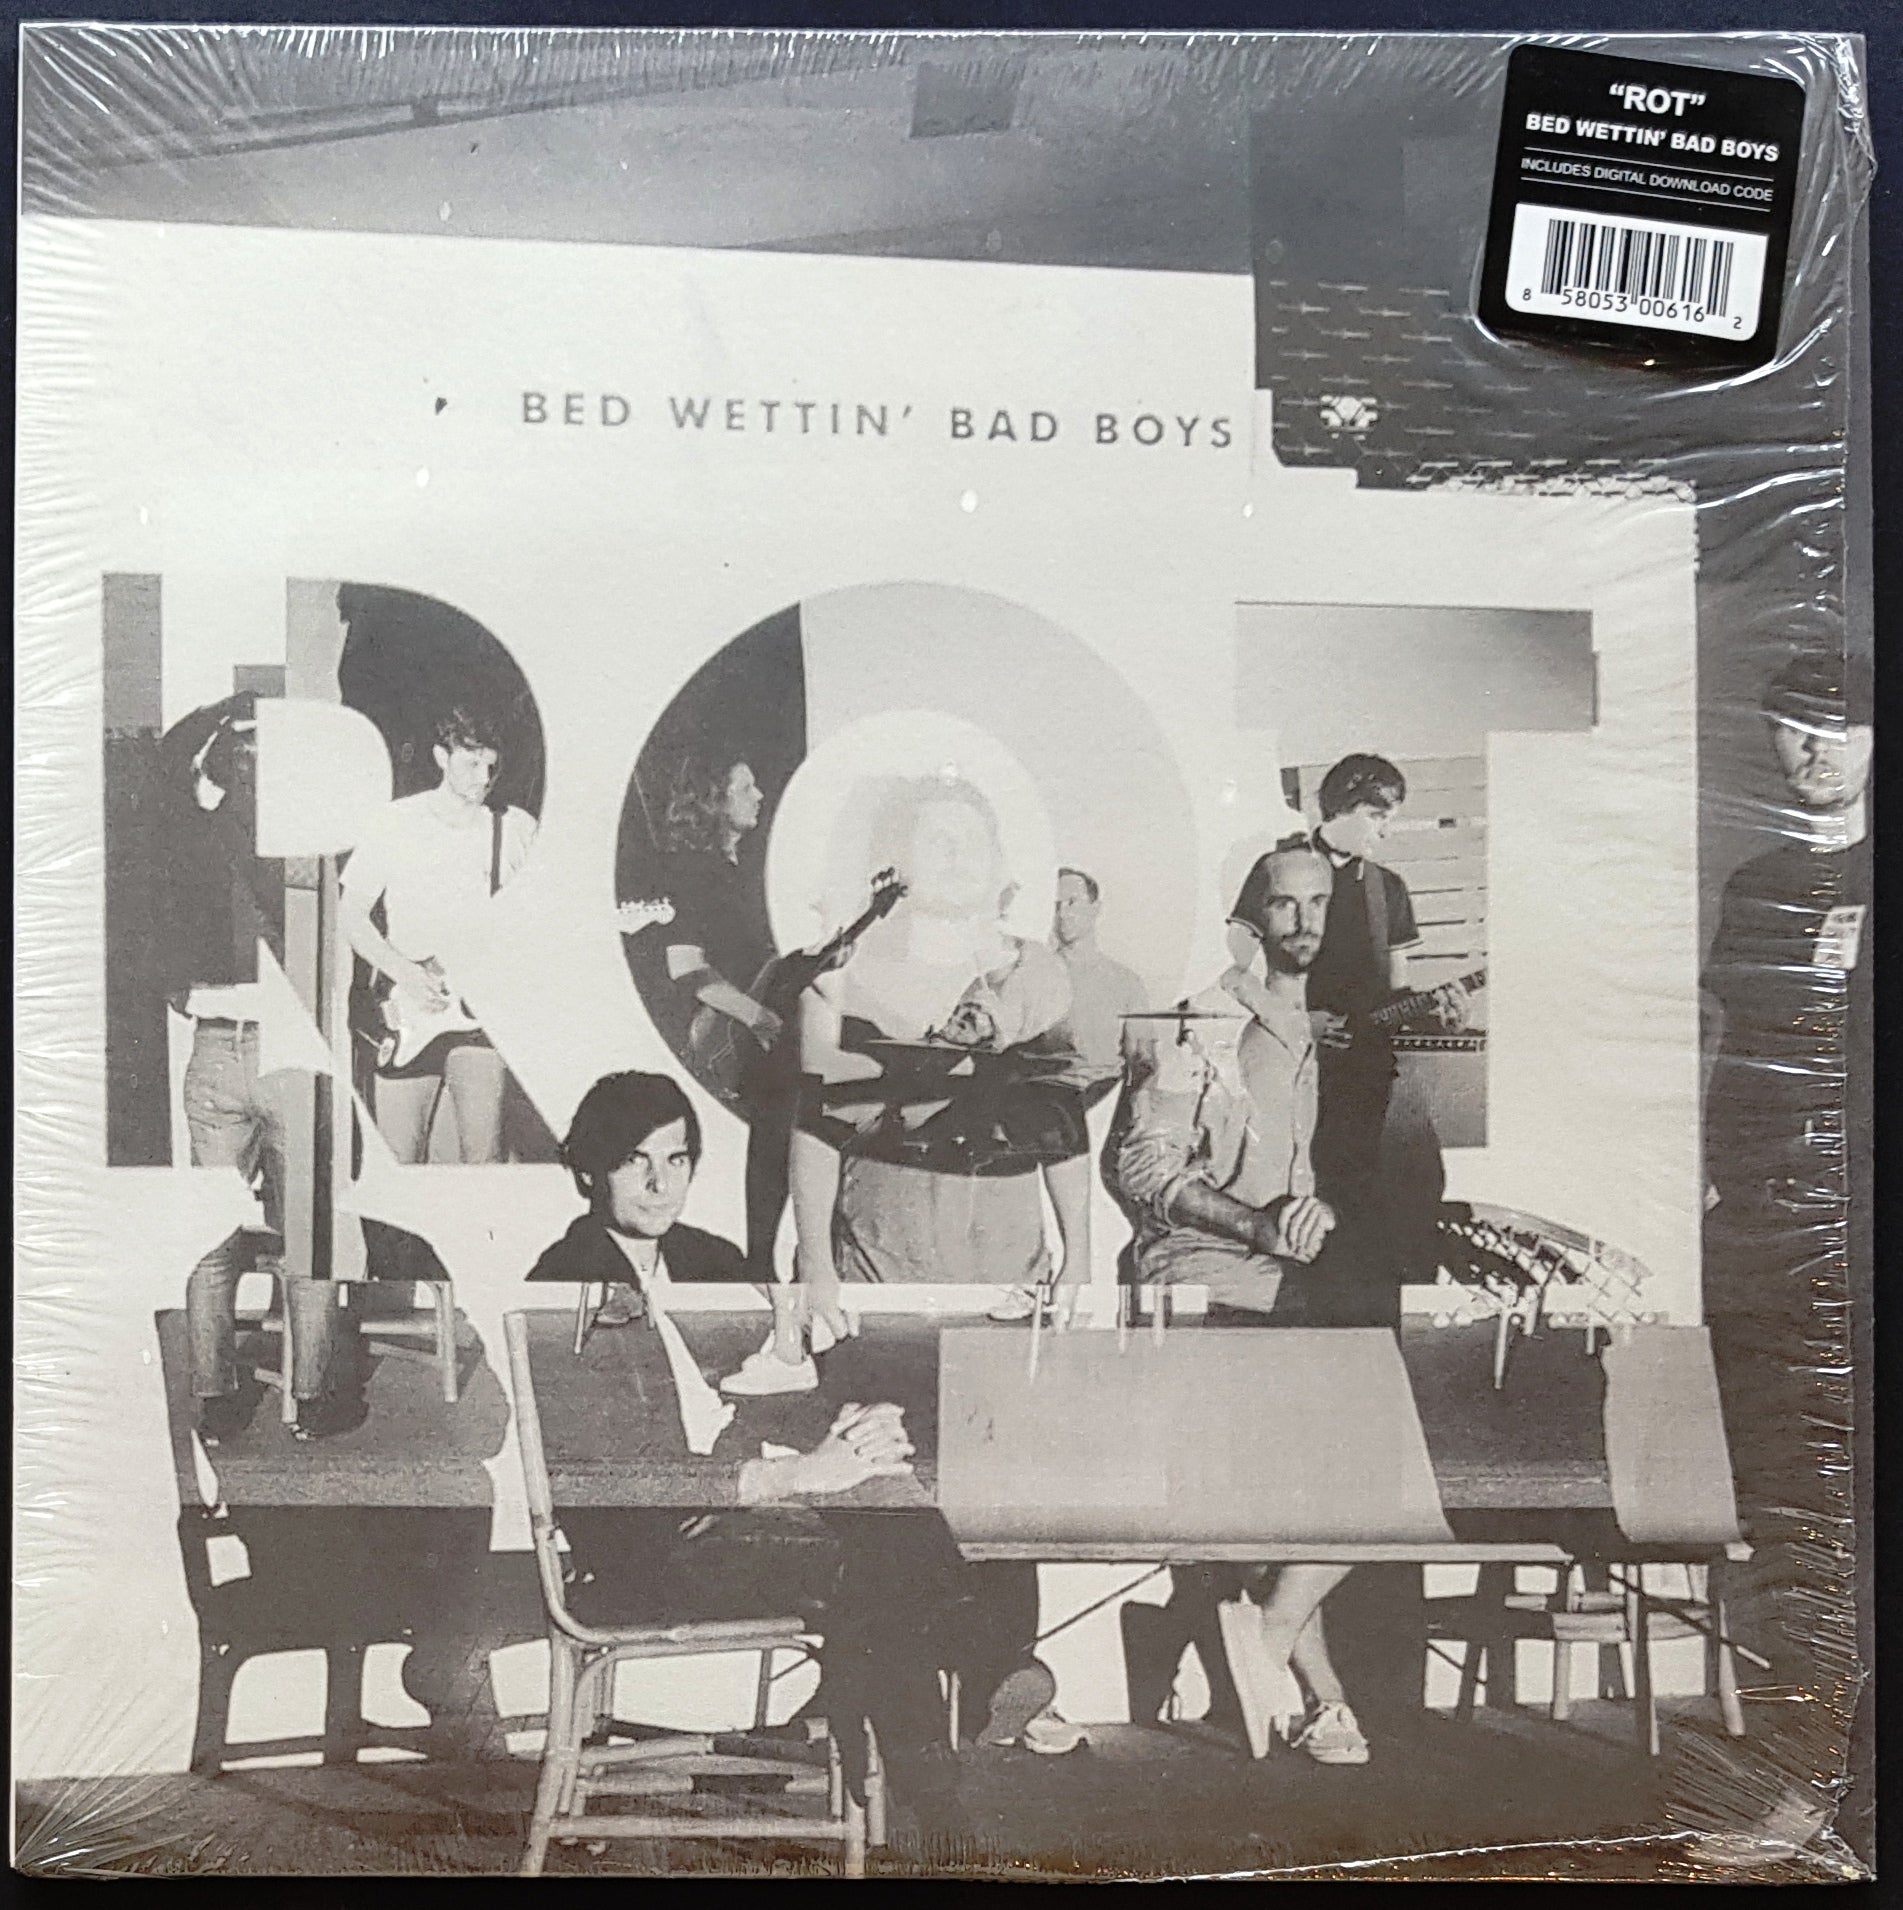 “ROT”
BED WETTIN’ BAD BOYS
INCLUDES DIGITAL DOWNLOAD CODE
8 58053 00616 2
BED WETTIN’ BAD BOYS
ROT